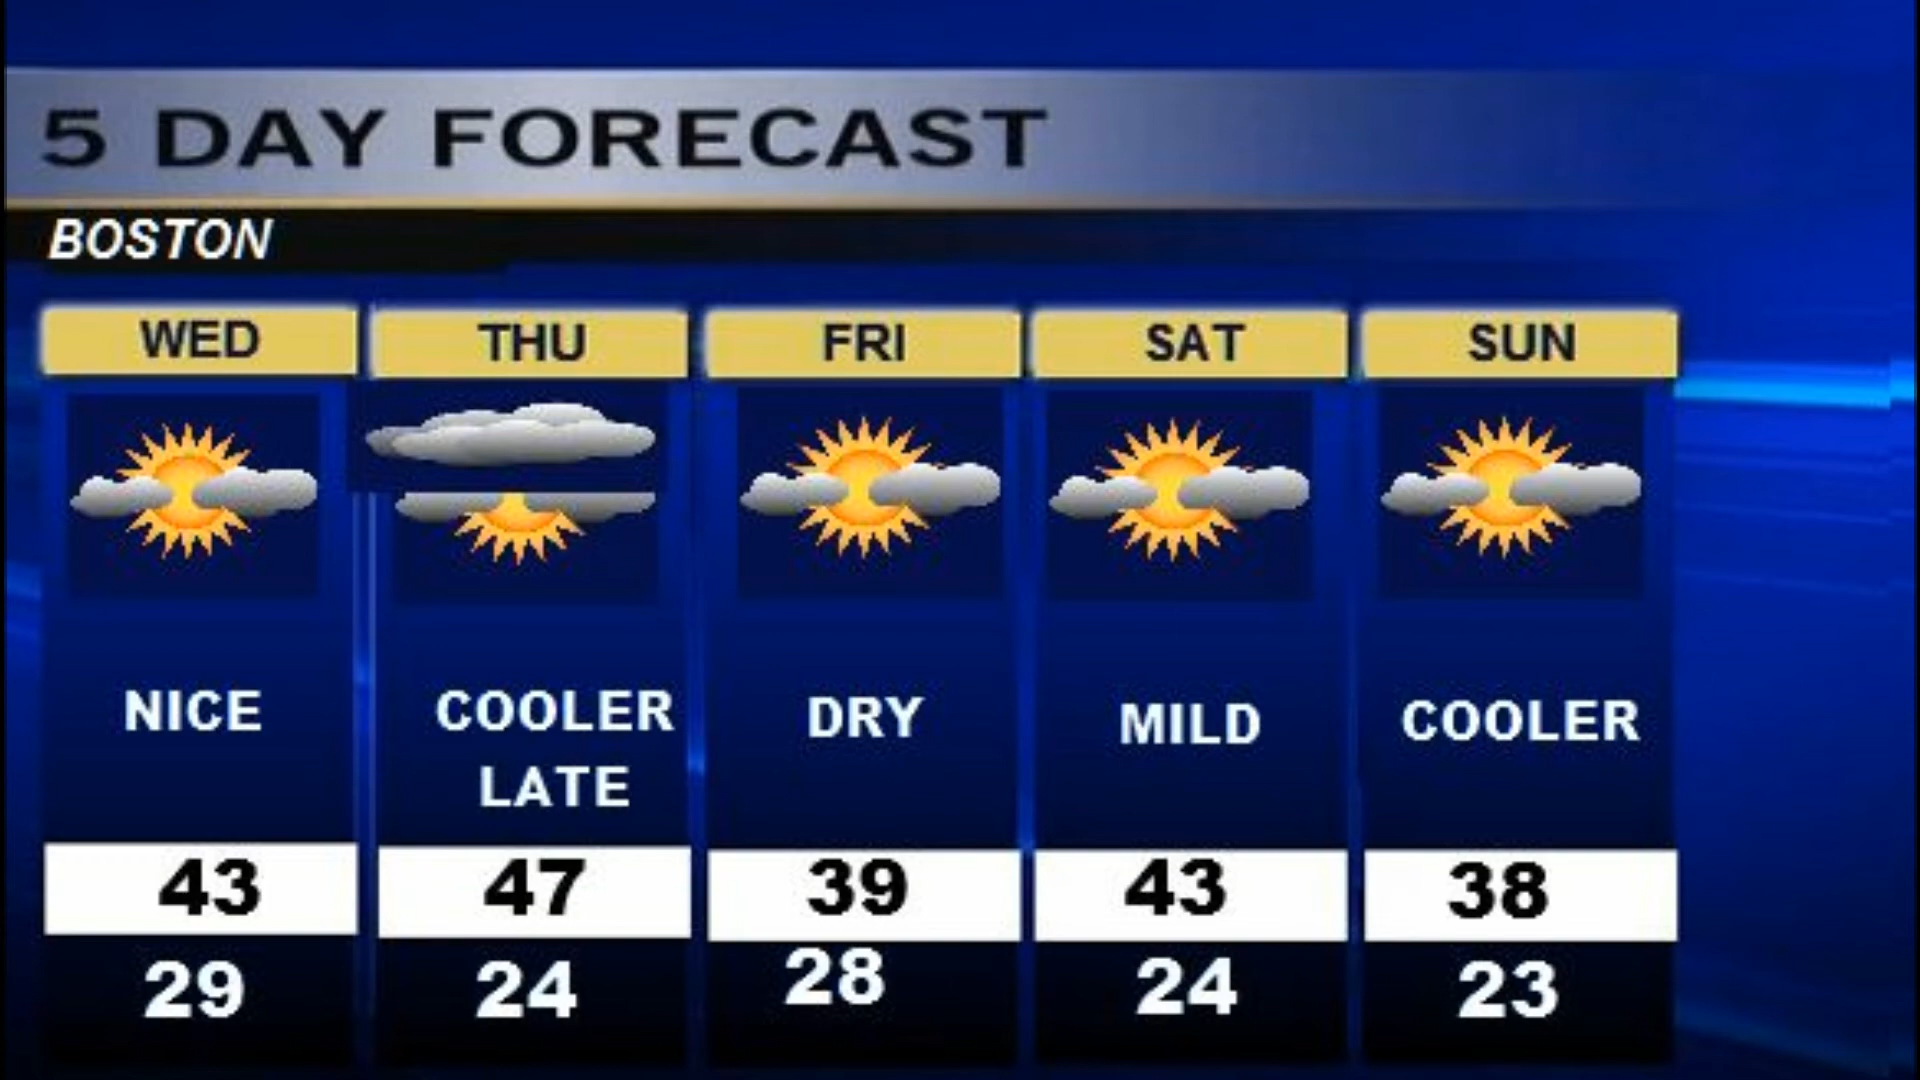 5 DAY FORECAST
BOSTON
WED THU FRI SAT SUN
NICE COOLER DRY MILD COOLER
LATE
43 47 39 43 38
29 24 28 24 23